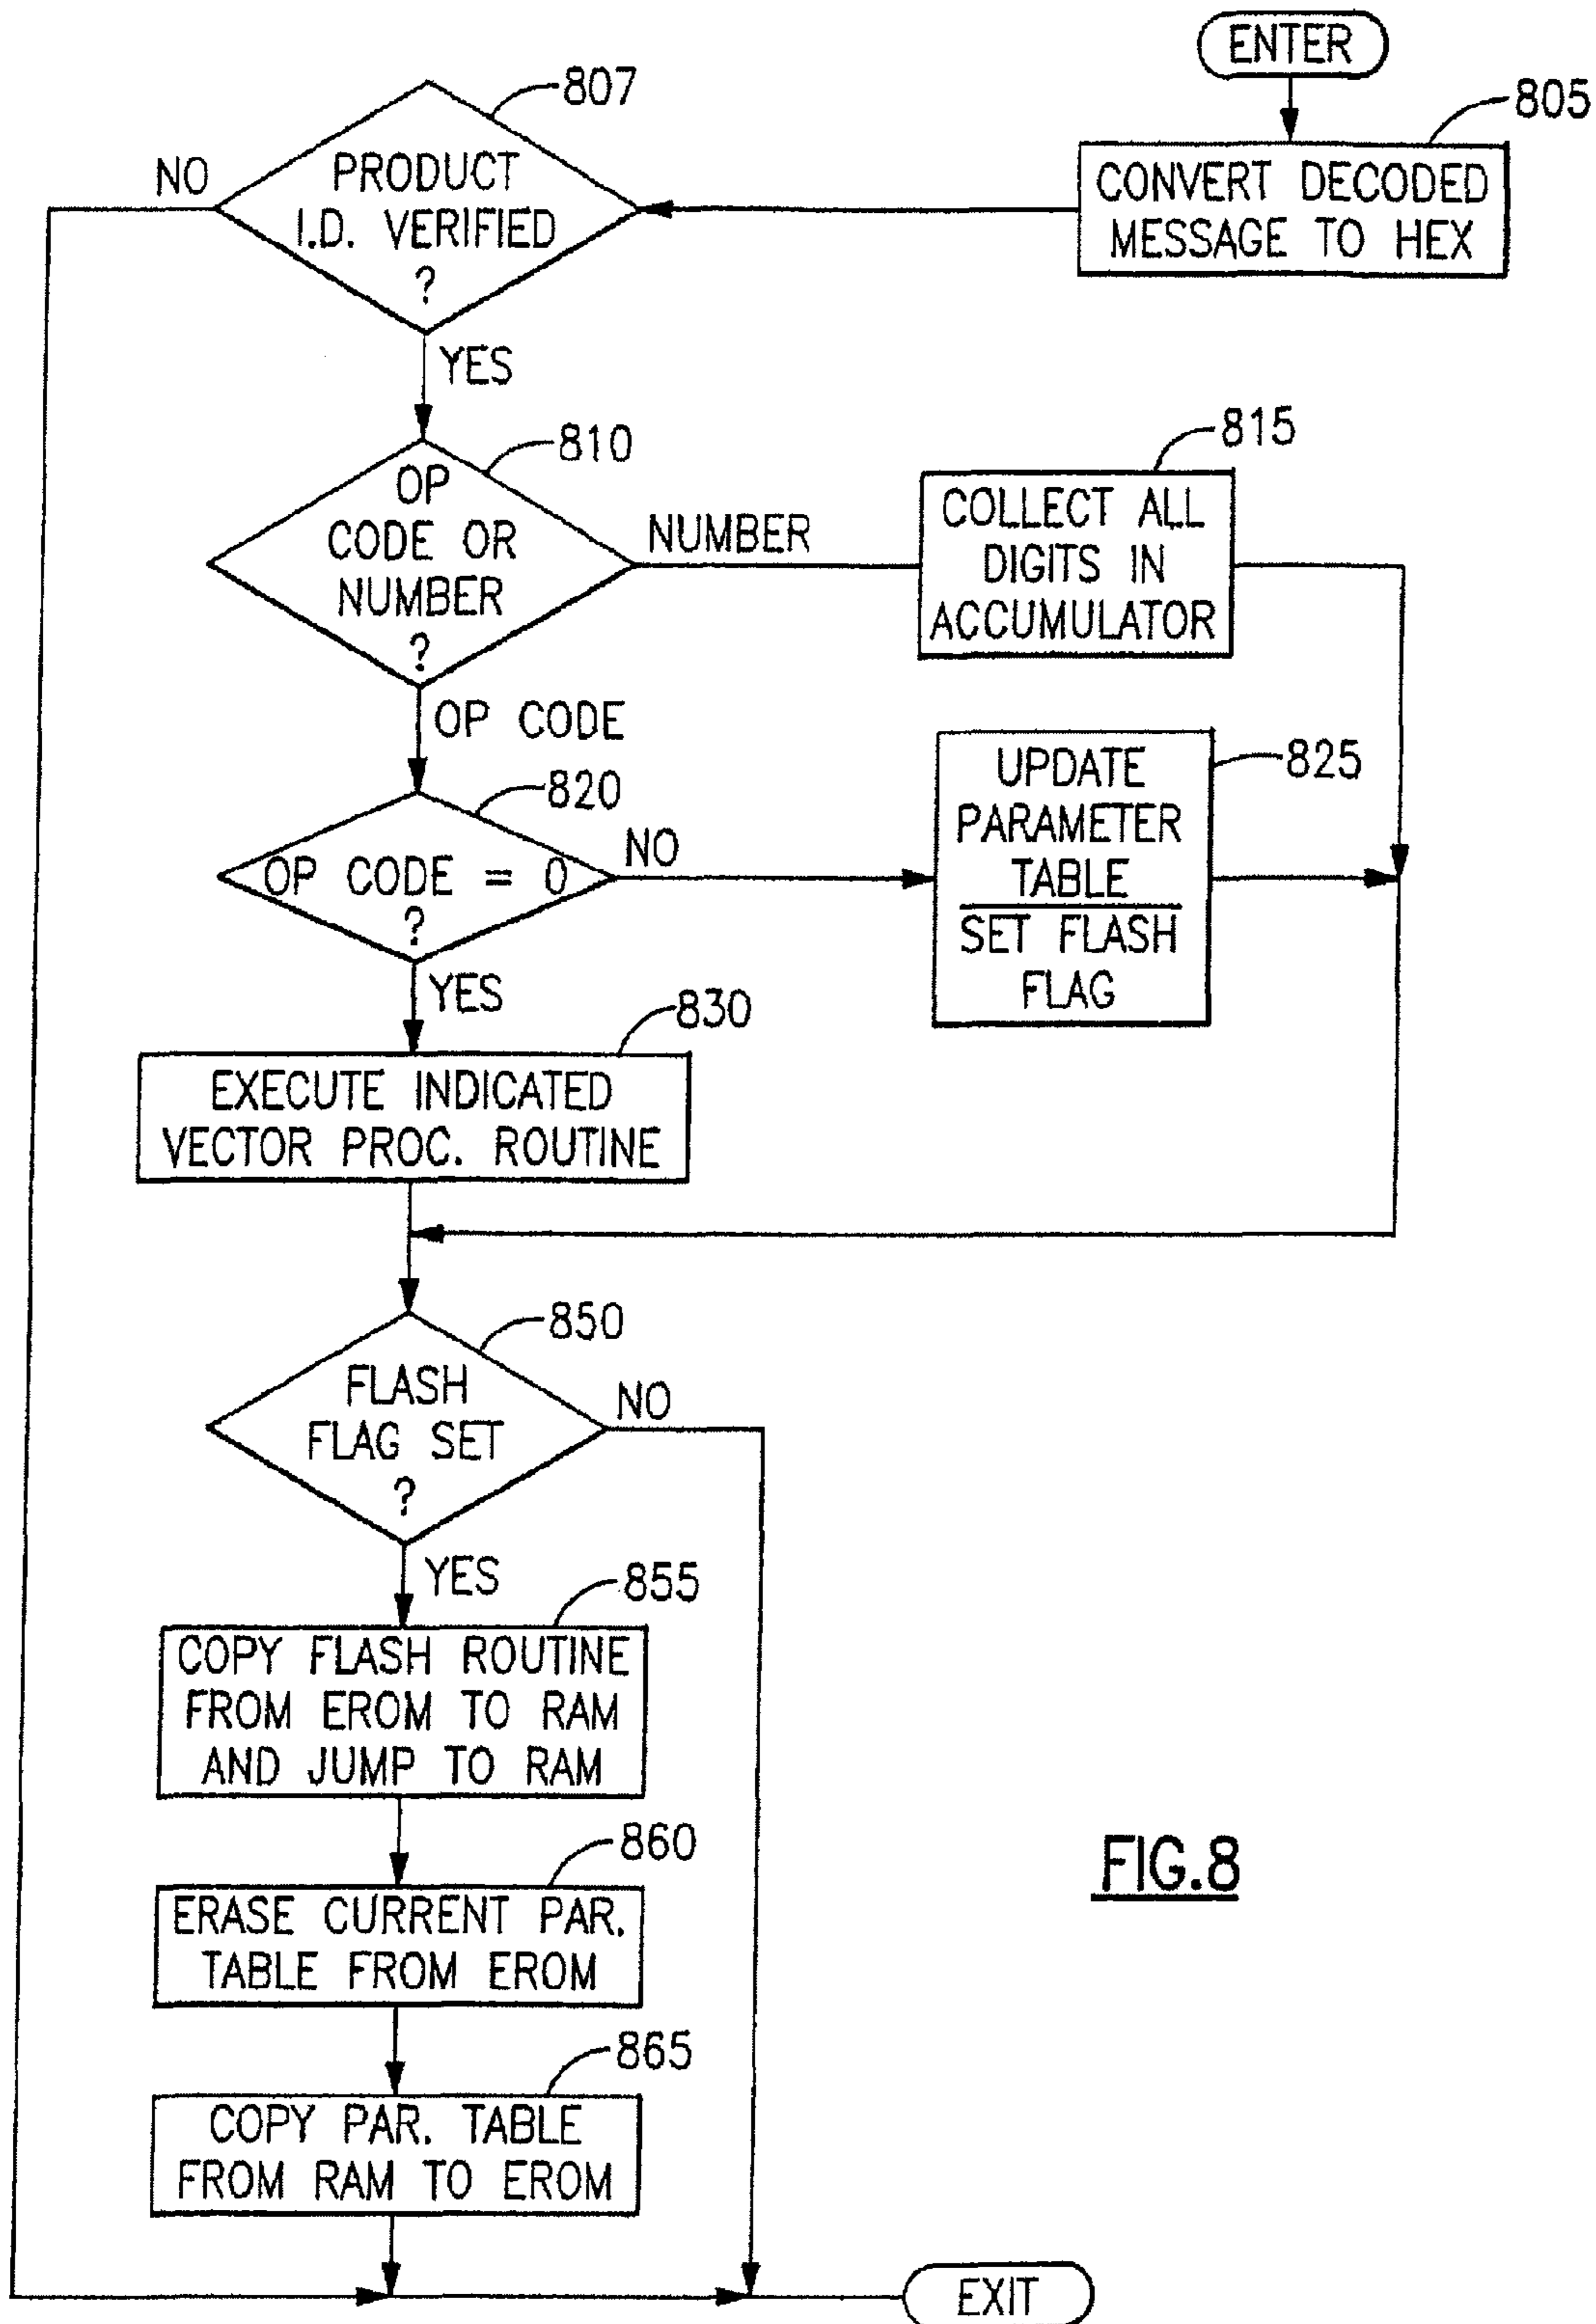 ENTER
805
CONVERT DECODED
MESSAGE TO HEX
807
NO
PRODUCT
I.D. VERIFIED
?
YES
810
OP
CODE OR
NUMBER
?
NUMBER
815
COLLECT ALL
DIGITS IN
ACCUMULATOR
OP CODE
820
OP CODE = 0
?
NO
825
UPDATE
PARAMETER
TABLE
SET FLASH
FLAG
YES
830
EXECUTE INDICATED
VECTOR PROC. ROUTINE
850
FLASH
FLAG SET
?
NO
YES
855
COPY FLASH ROUTINE
FROM EROM TO RAM
AND JUMP TO RAM
860
ERASE CURRENT PAR.
TABLE FROM EROM
865
COPY PAR. TABLE
FROM RAM TO EROM
EXIT
FIG.8